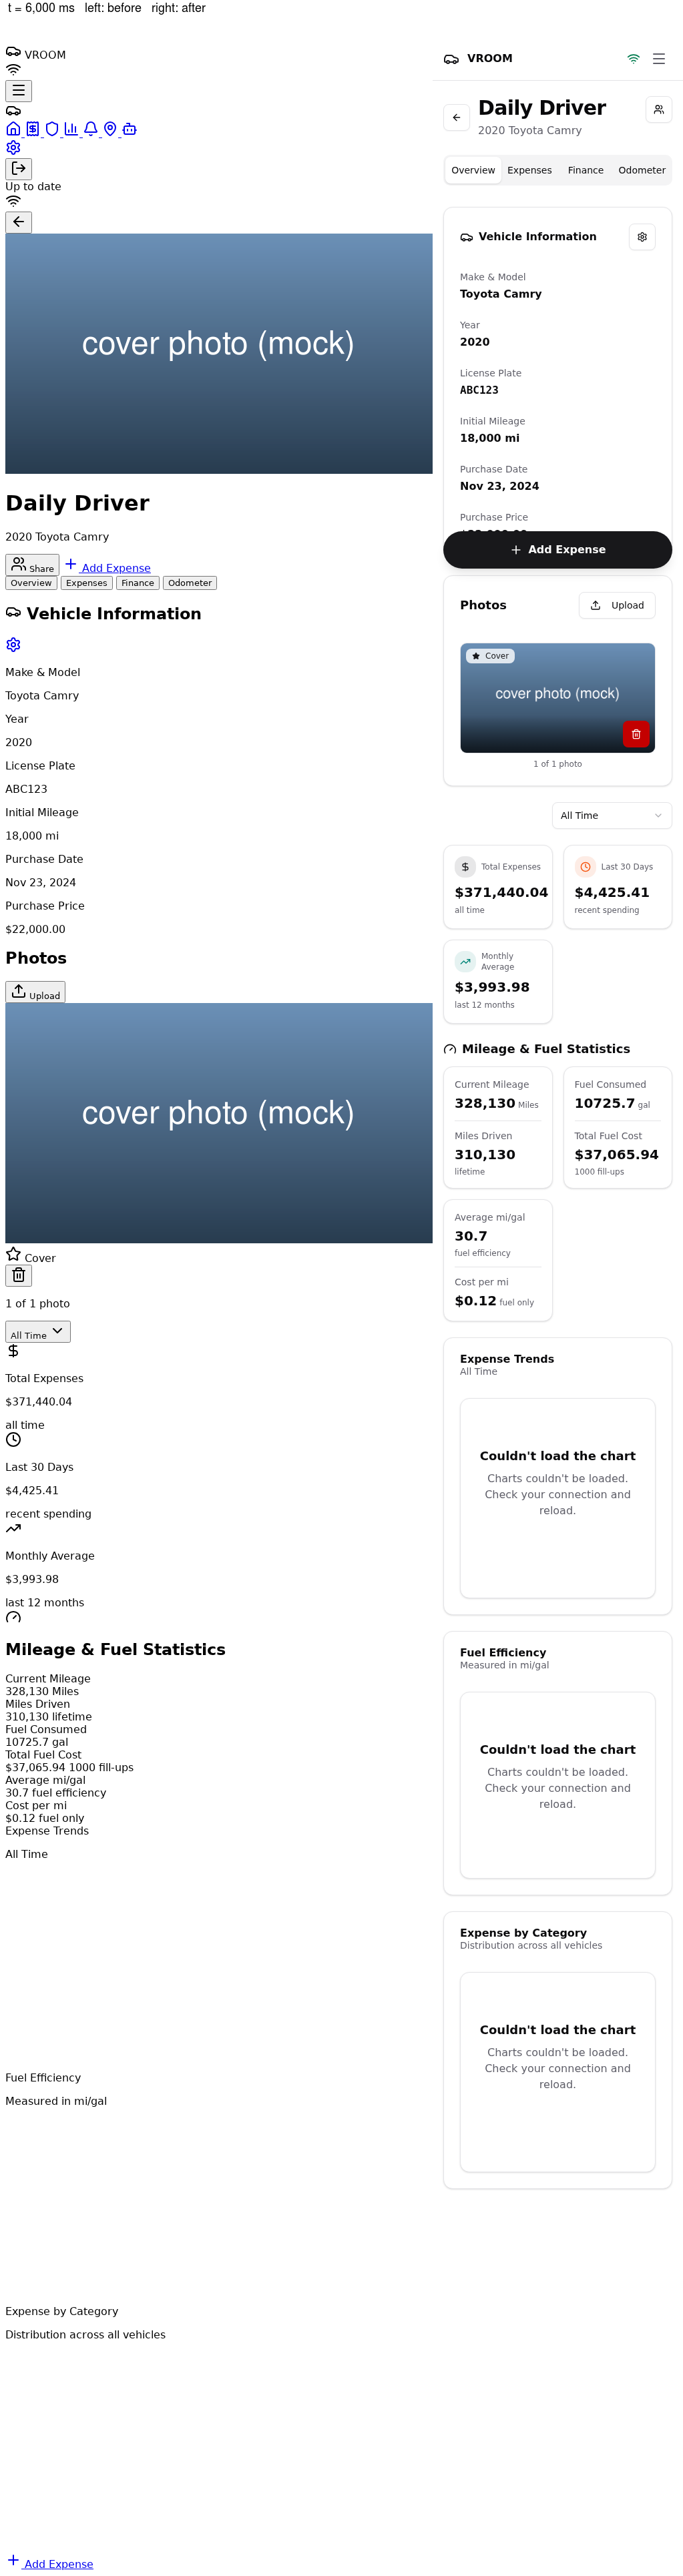 t = 6,000 ms   left: before   right: after
VROOM
Up to date
cover photo (mock)
Daily Driver
2020 Toyota Camry
Share
Add Expense
Overview
Expenses
Finance
Odometer
Vehicle Information
Make & Model
Toyota Camry
Year
2020
License Plate
ABC123
Initial Mileage
18,000 mi
Purchase Date
Nov 23, 2024
Purchase Price
$22,000.00
Photos
Upload
cover photo (mock)
Cover
1 of 1 photo
All Time
Total Expenses
$371,440.04
all time
Last 30 Days
$4,425.41
recent spending
Monthly Average
$3,993.98
last 12 months
Mileage & Fuel Statistics
Current Mileage
328,130 Miles
Miles Driven
310,130 lifetime
Fuel Consumed
10725.7 gal
Total Fuel Cost
$37,065.94 1000 fill-ups
Average mi/gal
30.7 fuel efficiency
Cost per mi
$0.12 fuel only
Expense Trends
All Time
Fuel Efficiency
Measured in mi/gal
Expense by Category
Distribution across all vehicles
Add Expense
VROOM
Daily Driver
2020 Toyota Camry
Overview
Expenses
Finance
Odometer
Vehicle Information
Make & Model
Toyota Camry
Year
2020
License Plate
ABC123
Initial Mileage
18,000 mi
Purchase Date
Nov 23, 2024
Purchase Price
Add Expense
Photos
Upload
Cover
cover photo (mock)
1 of 1 photo
All Time
Total Expenses
$371,440.04
all time
Last 30 Days
$4,425.41
recent spending
Monthly
Average
$3,993.98
last 12 months
Mileage & Fuel Statistics
Current Mileage
328,130 Miles
Miles Driven
310,130
lifetime
Fuel Consumed
10725.7 gal
Total Fuel Cost
$37,065.94
1000 fill-ups
Average mi/gal
30.7
fuel efficiency
Cost per mi
$0.12 fuel only
Expense Trends
All Time
Couldn't load the chart
Charts couldn't be loaded.
Check your connection and
reload.
Fuel Efficiency
Measured in mi/gal
Couldn't load the chart
Charts couldn't be loaded.
Check your connection and
reload.
Expense by Category
Distribution across all vehicles
Couldn't load the chart
Charts couldn't be loaded.
Check your connection and
reload.